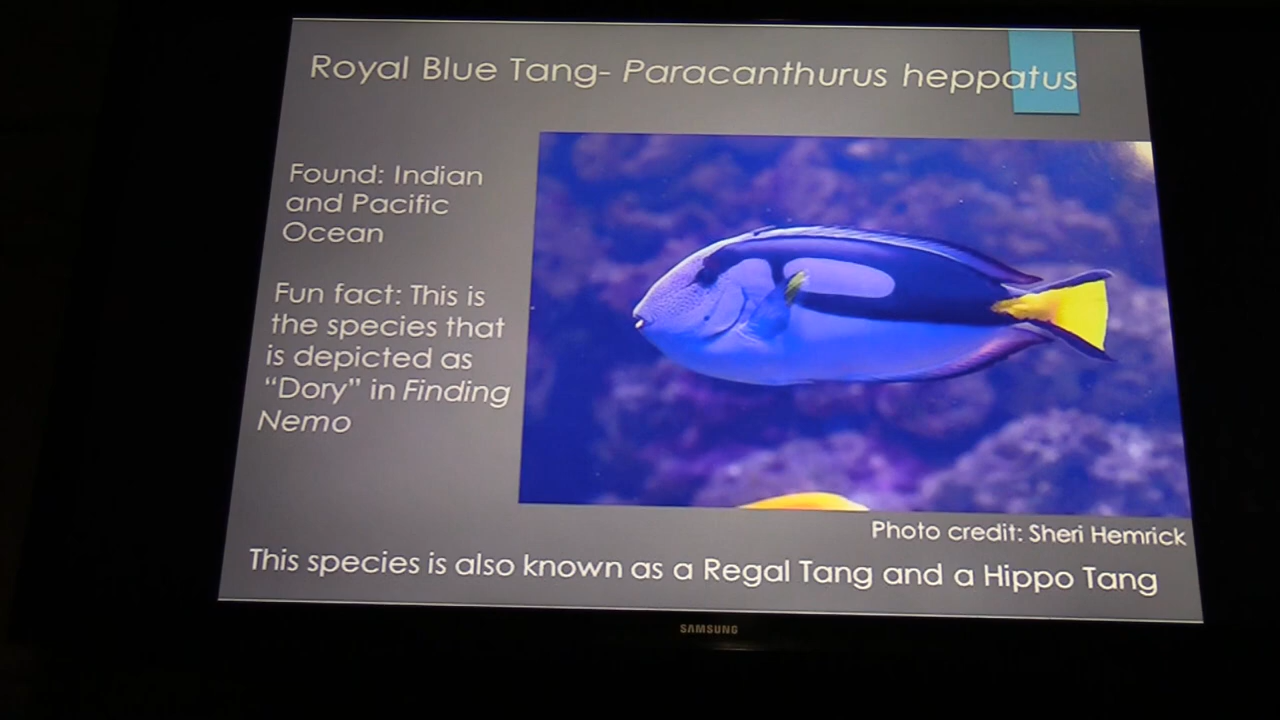 Royal Blue Tang- Paracanthurus heppatus
Found: Indian
and Pacific
Ocean
Fun fact: This is
the species that
is depicted as
“Dory” in Finding
Nemo
Photo credit: Sheri Hemrick
This species is also known as a Regal Tang and a Hippo Tang
SAMSUNG